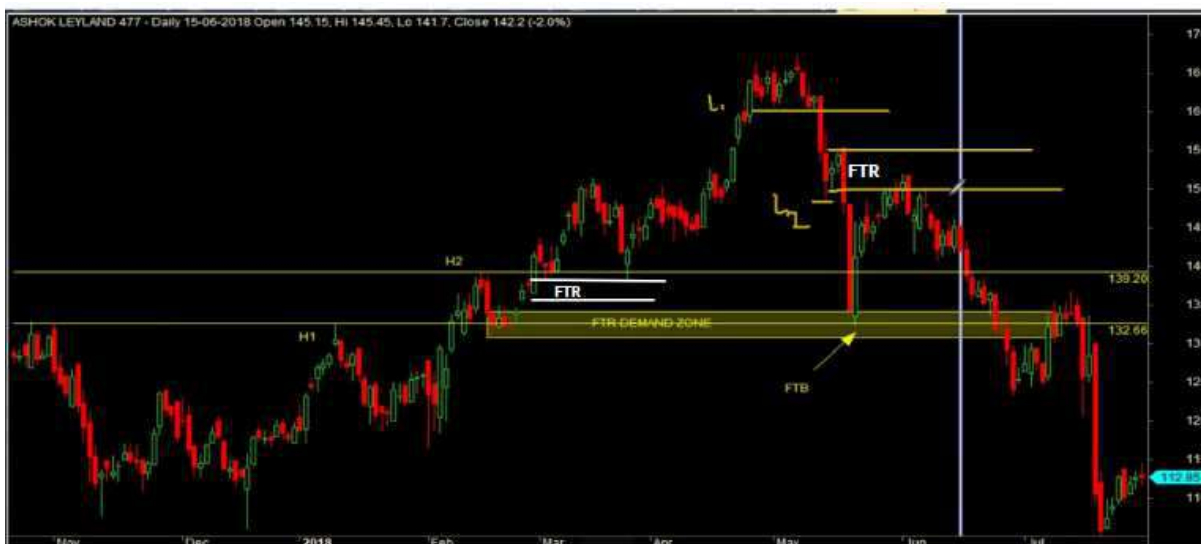 ASHOK LEYLAND 477 - Daily 15-06-2018 Open 145.15, Hi 145.45, Lo 141.7, Close 142.2 (-2.0%)
FTR
H2
139.20
FTR
FTR DEMAND ZONE
132.66
H1
FTB
112.85
Nov Dec 2018 Feb Mar Apr May Jun Jul